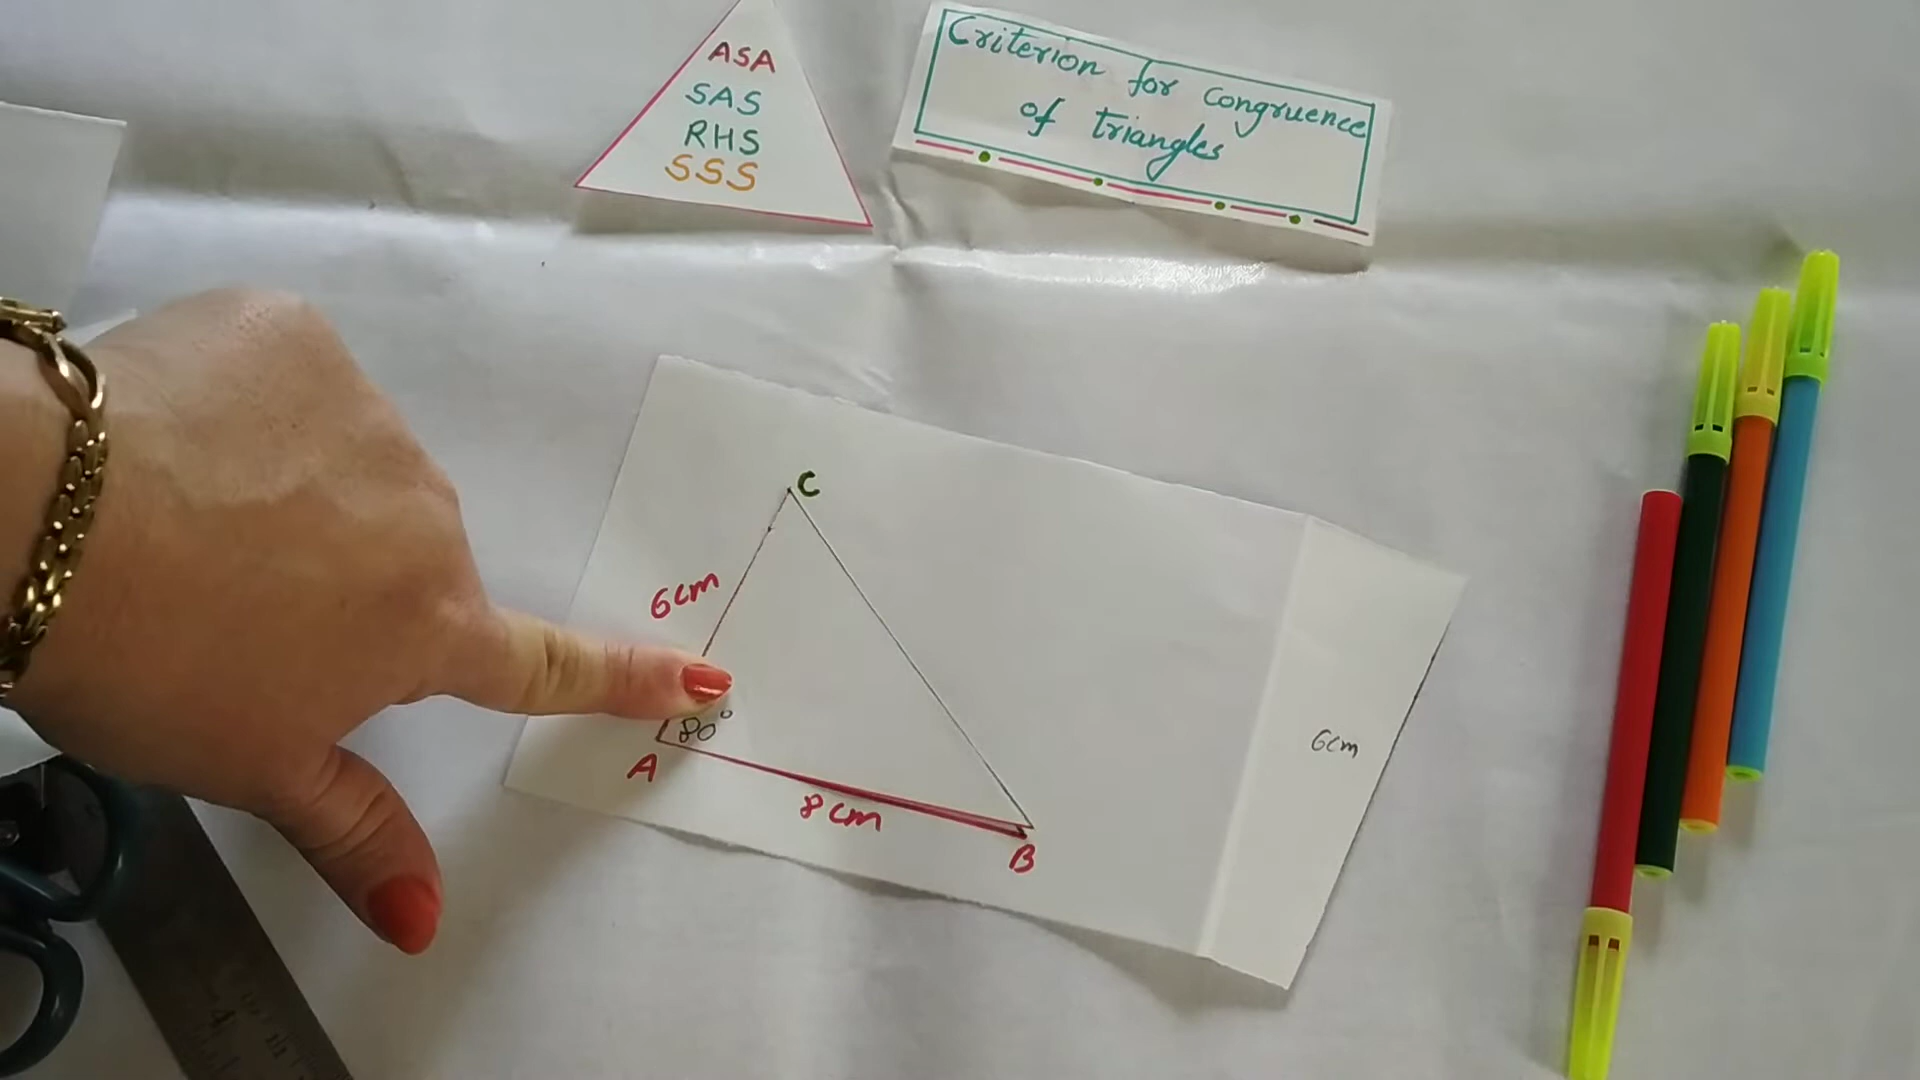 ASA
SAS
RHS
SSS
Criterion for congruence
of triangles
C
6cm
80°
A
8cm
B
6cm